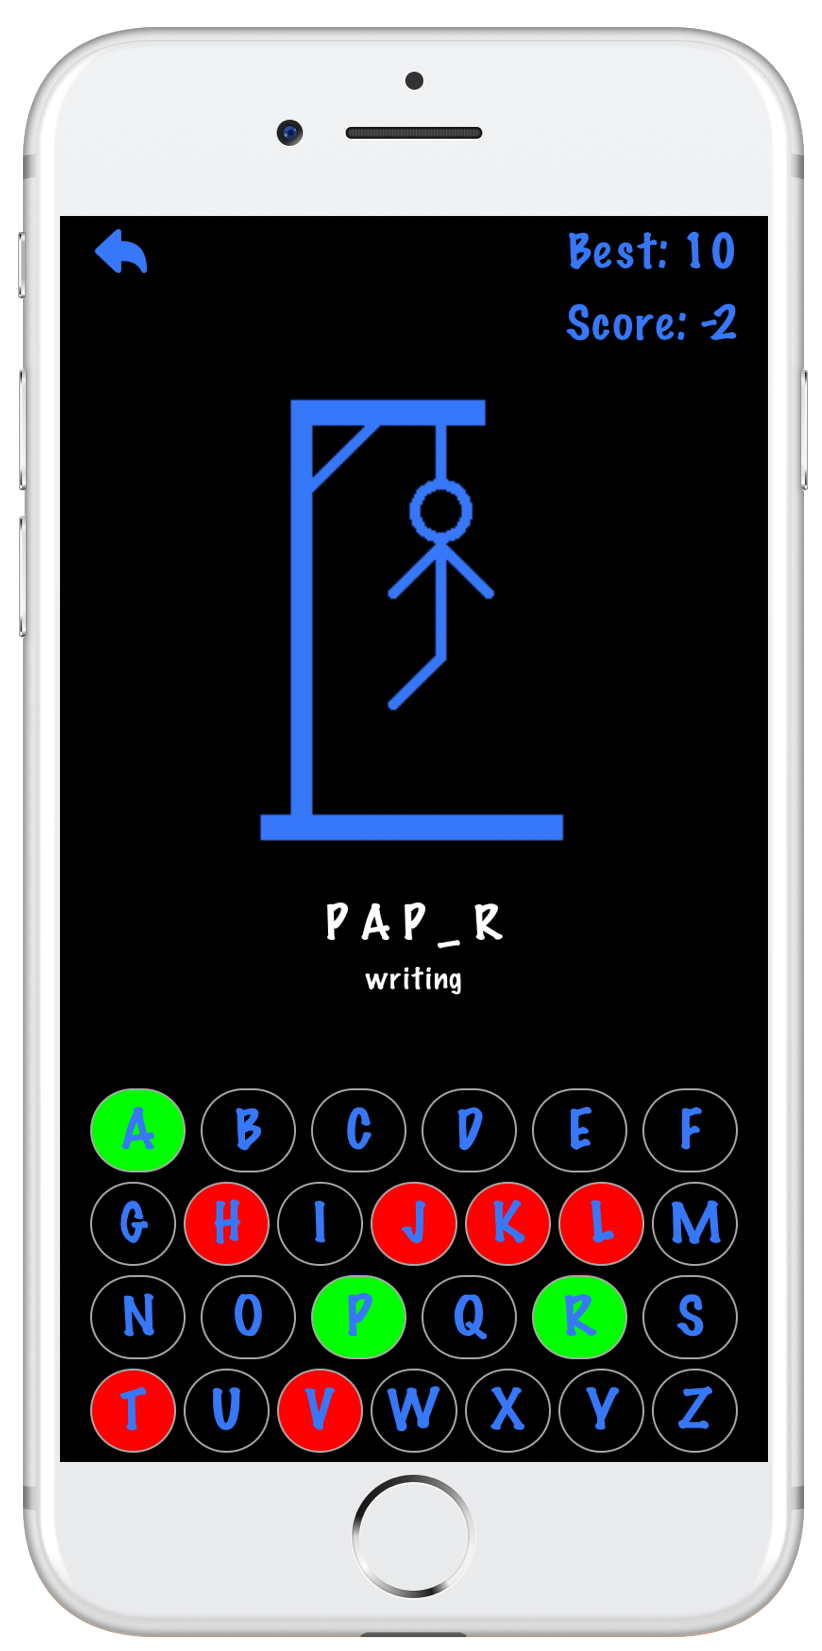 Best: 10
Score: -2
P A P _ R
writing
A B C D E F
G H I J K L M
N O P Q R S
T U V W X Y Z